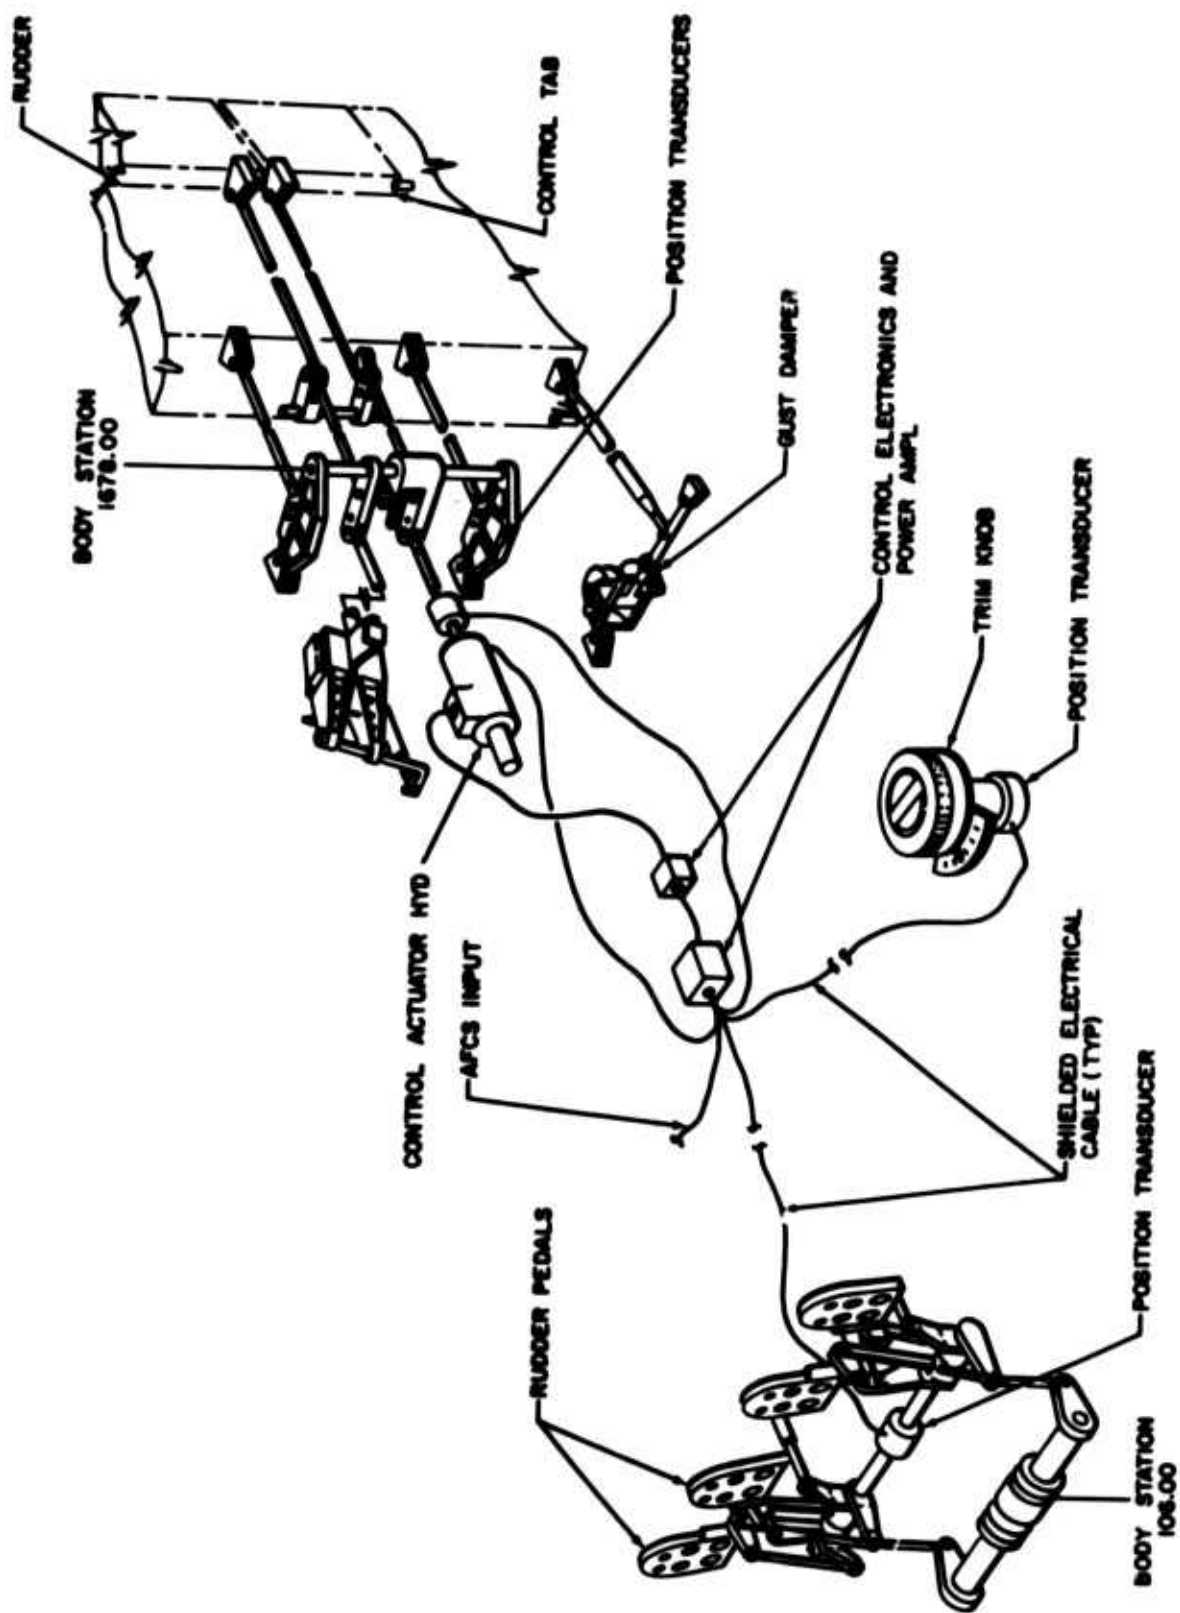 RUDDER
BODY STATION
1678.00
CONTROL TAB
POSITION TRANSDUCERS
GUST DAMPER
CONTROL ELECTRONICS AND
POWER AMPL
CONTROL ACTUATOR HYD
AFCS INPUT
TRIM KNOB
POSITION TRANSDUCER
RUDDER PEDALS
SHIELDED ELECTRICAL
CABLE (TYP)
POSITION TRANSDUCER
BODY STATION
106.00